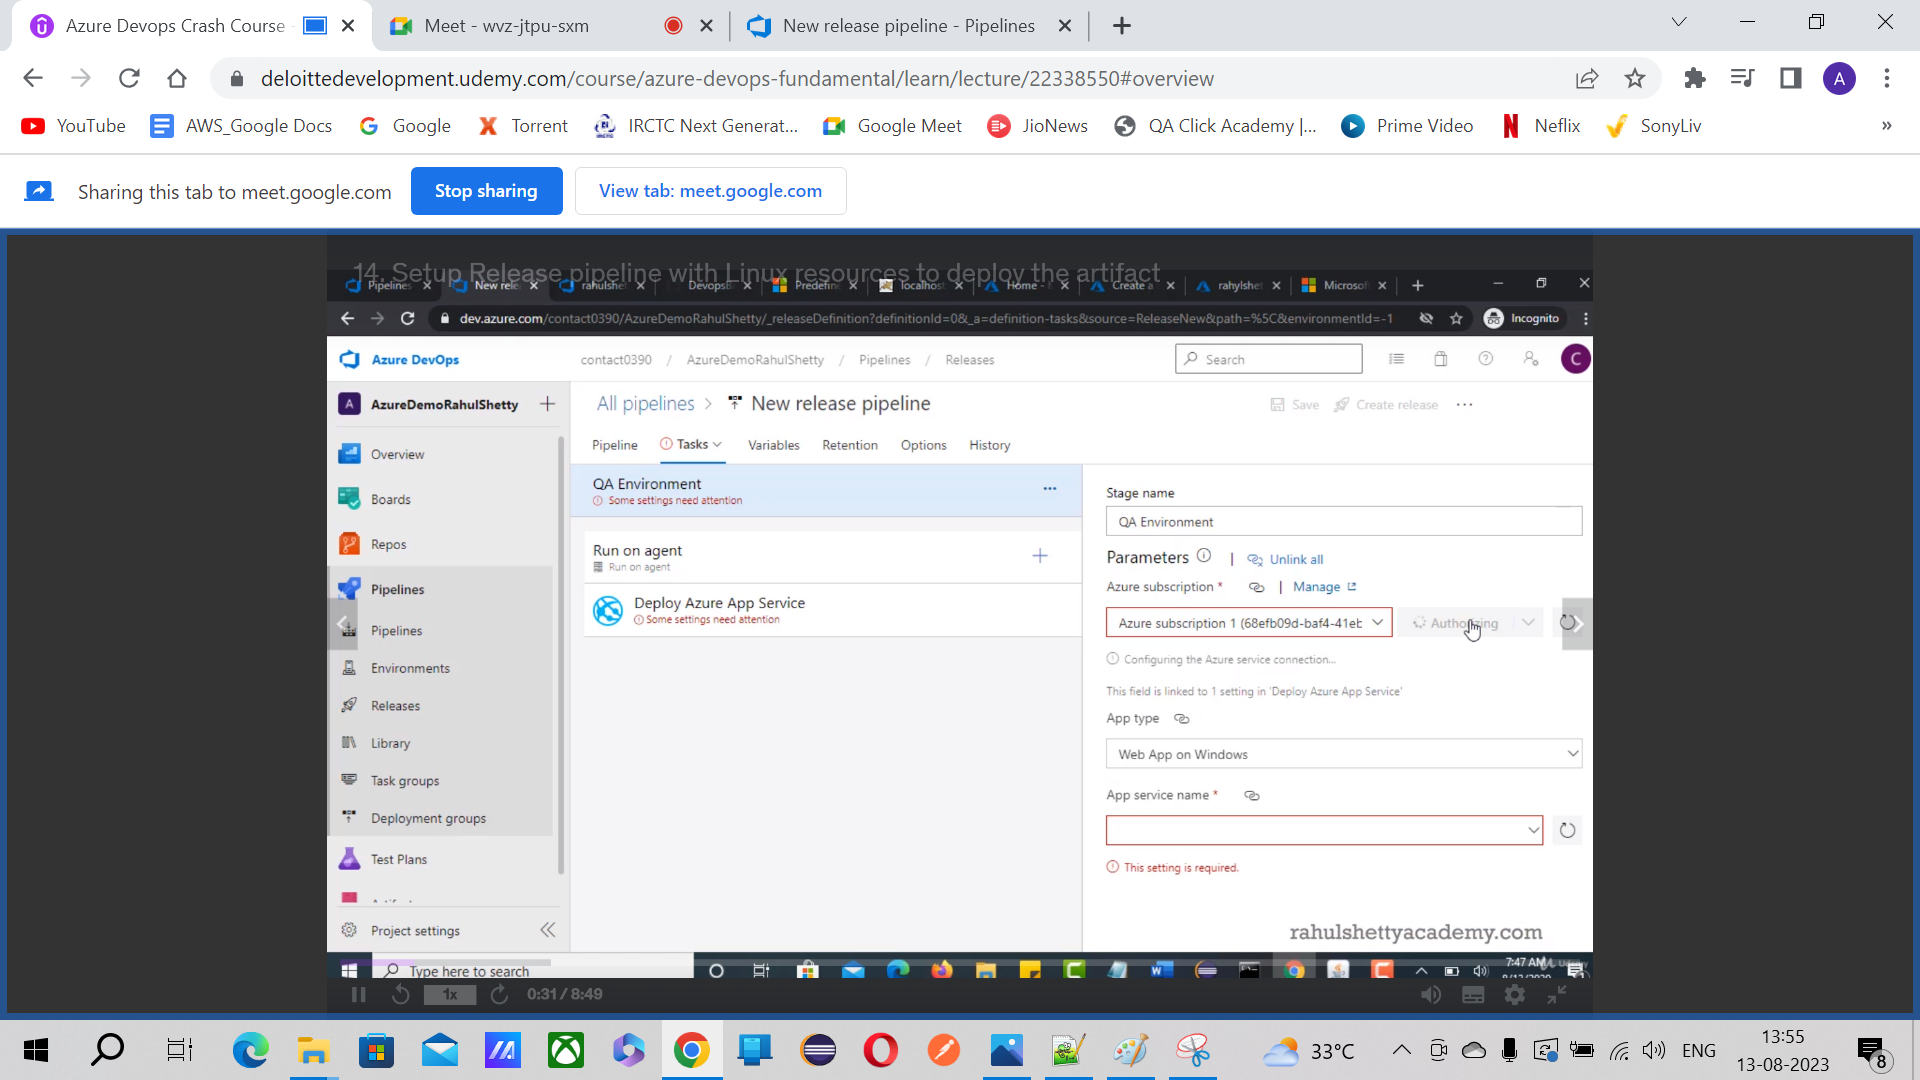 Azure Devops Crash Course
Meet - wvz-jtpu-sxm
New release pipeline - Pipelines
deloittedevelopment.udemy.com/course/azure-devops-fundamental/learn/lecture/22338550#overview
A
YouTube
AWS_Google Docs
Google
Torrent
IRCTC Next Generat...
Google Meet
JioNews
QA Click Academy |...
Prime Video
Neflix
SonyLiv
»
Sharing this tab to meet.google.com
Stop sharing
View tab: meet.google.com
14. Setup Release pipeline with Linux resources to deploy the artifact
Pipelines
New rele
rahulshet
DevopsB
Predefin
localhost
Home -
Create a
rahylshet
Microsof
dev.azure.com/contact0390/AzureDemoRahulShetty/_releaseDefinition?definitionId=0&_a=definition-tasks&source=ReleaseNew&path=%5C&environmentId=-1
Incognito
Azure DevOps
contact0390 / AzureDemoRahulShetty / Pipelines / Releases
Search
C
A AzureDemoRahulShetty
All pipelines > New release pipeline
Save
Create release
Pipeline
Tasks
Variables
Retention
Options
History
Overview
Boards
Repos
Pipelines
Pipelines
Environments
Releases
Library
Task groups
Deployment groups
Test Plans
Project settings
QA Environment
Some settings need attention
Run on agent
Run on agent
Deploy Azure App Service
Some settings need attention
Stage name
QA Environment
Parameters | Unlink all
Azure subscription * | Manage
Azure subscription 1 (68efb09d-baf4-41eb
Configuring the Azure service connection...
This field is linked to 1 setting in 'Deploy Azure App Service'
App type
Web App on Windows
App service name *
This setting is required.
rahulshettyacademy.com
Type here to search
7:47 AM
1x
0:31 / 8:49
33°C
ENG
13:55
13-08-2023
8